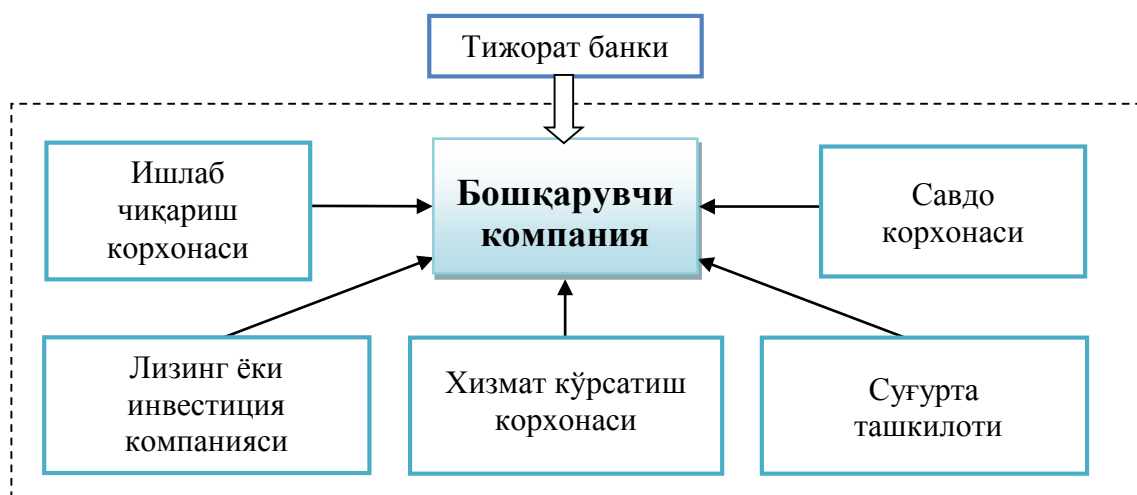 Тижорат банки
Ишлаб
чиқариш
корхонаси
Бошқарувчи
компания
Савдо
корхонаси
Лизинг ёки
инвестиция
компанияси
Хизмат кўрсатиш
корхонаси
Суғурта
ташкилоти